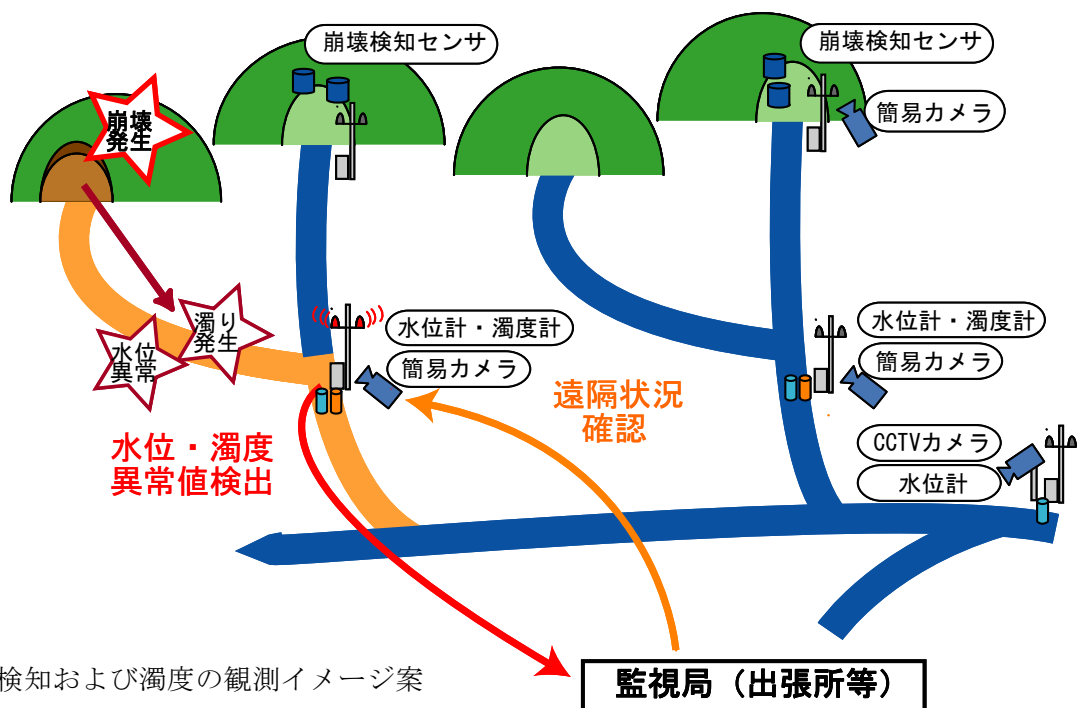 崩壊検知センサ
崩壊検知センサ
簡易カメラ
崩壊
発生
濁り
発生
水位
異常
水位計・濁度計
簡易カメラ
水位計・濁度計
簡易カメラ
遠隔状況
確認
水位・濁度
異常値検出
CCTVカメラ
水位計
検知および濁度の観測イメージ案
監視局（出張所等）